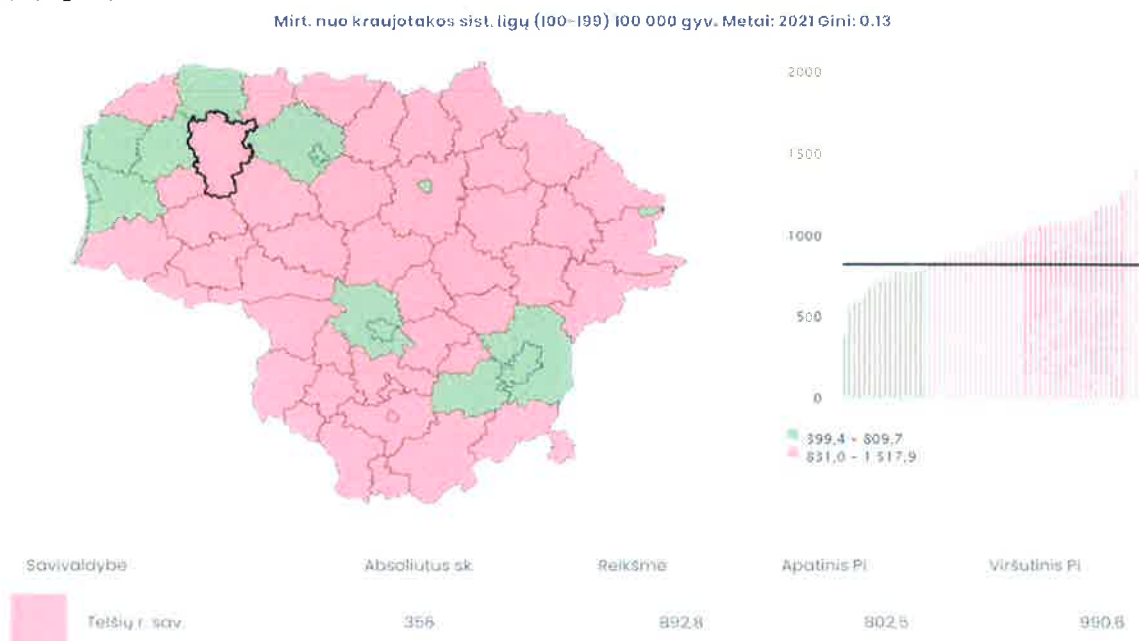 Mirt. nuo kraujotakos sist. ligų (I00-I99) 100 000 gyv. Metai: 2021 Gini: 0.13
2000
1500
1000
500
0
399,4 - 809,7
831,0 - 1 517,9
Savivaldybė Absoliutus sk. Reikšmė Apatinis PI Viršutinis PI
Telšių r. sav. 356 892,8 802,5 990,6